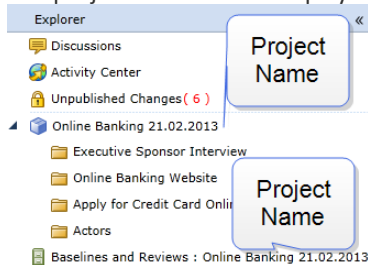 Explorer «
Discussions
Project
Name
Activity Center
Unpublished Changes( 6 )
Online Banking 21.02.2013
Executive Sponsor Interview
Online Banking Website
Project
Name
Apply for Credit Card Onli
Actors
Baselines and Reviews : Online Banking 21.02.2013